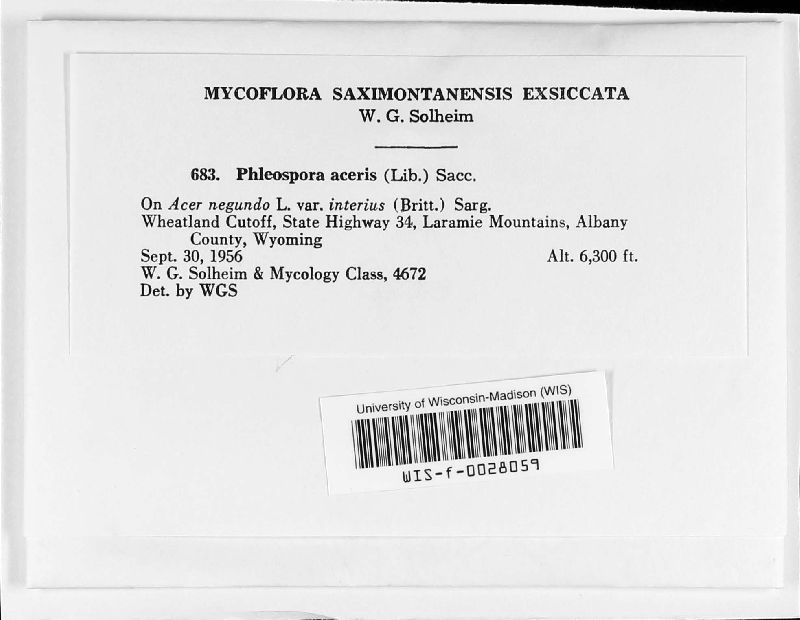 MYCOFLORA SAXIMONTANENSIS EXSICCATA
W. G. Solheim
683. Phleospora aceris (Lib.) Sacc.
On Acer negundo L. var. interius (Britt.) Sarg.
Wheatland Cutoff, State Highway 34, Laramie Mountains, Albany
County, Wyoming
Sept. 30, 1956 Alt. 6,300 ft.
W. G. Solheim & Mycology Class, 4672
Det. by WGS
University of Wisconsin-Madison (WIS)
WIS-f-0028059